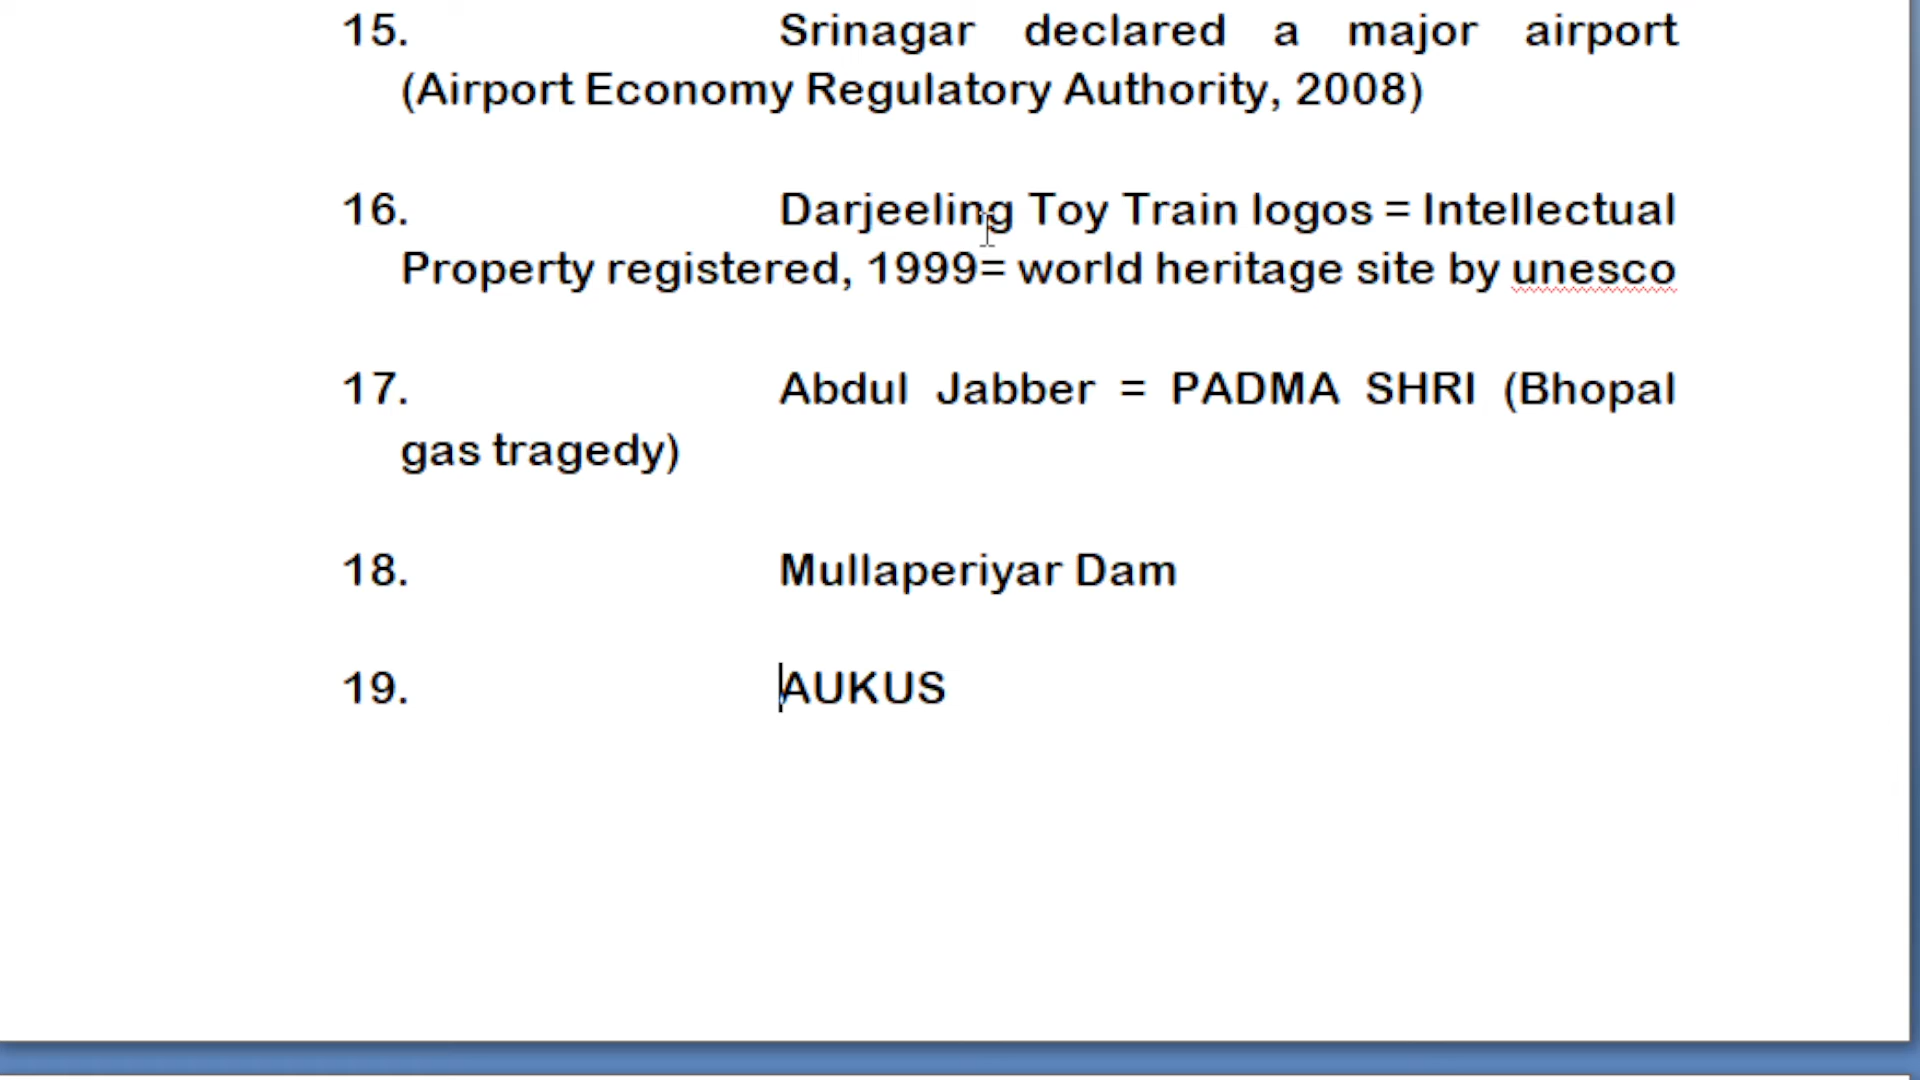 15. Srinagar declared a major airport
(Airport Economy Regulatory Authority, 2008)
16. Darjeeling Toy Train logos = Intellectual
Property registered, 1999= world heritage site by unesco
17. Abdul Jabber = PADMA SHRI (Bhopal
gas tragedy)
18. Mullaperiyar Dam
19. AUKUS